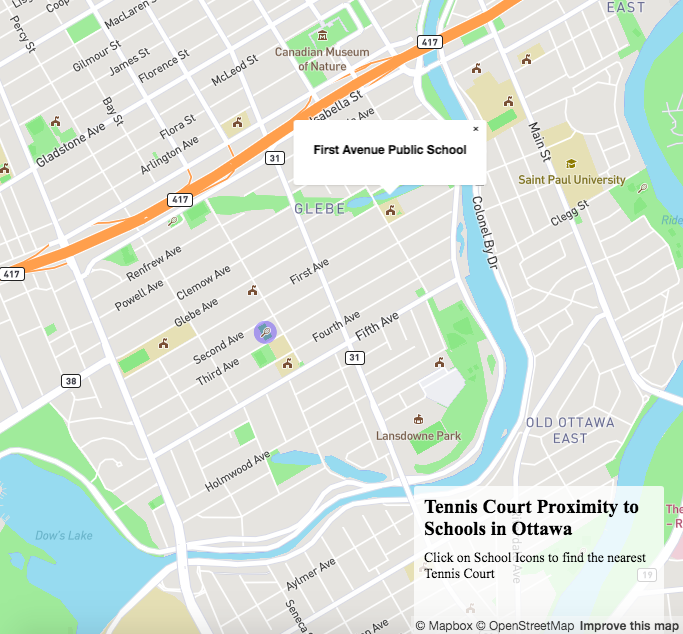 EAST
MacLaren St
Percy St
Gilmour St
James St
Florence St
Canadian Museum
of Nature
McLeod St
417
Bay St
Isabella St
Gladstone Ave
Flora St
Arlington Ave
Main St
31
×
First Avenue Public School
Saint Paul University
417
GLEBE
Clegg St
Colonel By Dr
Ride
Renfrew Ave
417
First Ave
Powell Ave
Clemow Ave
Glebe Ave
Fourth Ave
Fifth Ave
Second Ave
31
Third Ave
38
Lansdowne Park
OLD OTTAWA
EAST
Holmwood Ave
Tennis Court Proximity to
Schools in Ottawa
Dow's Lake
The
– R
Click on School Icons to find the nearest
Tennis Court
Aylmer Ave
19
Seneca
Ave
© Mapbox © OpenStreetMap Improve this map